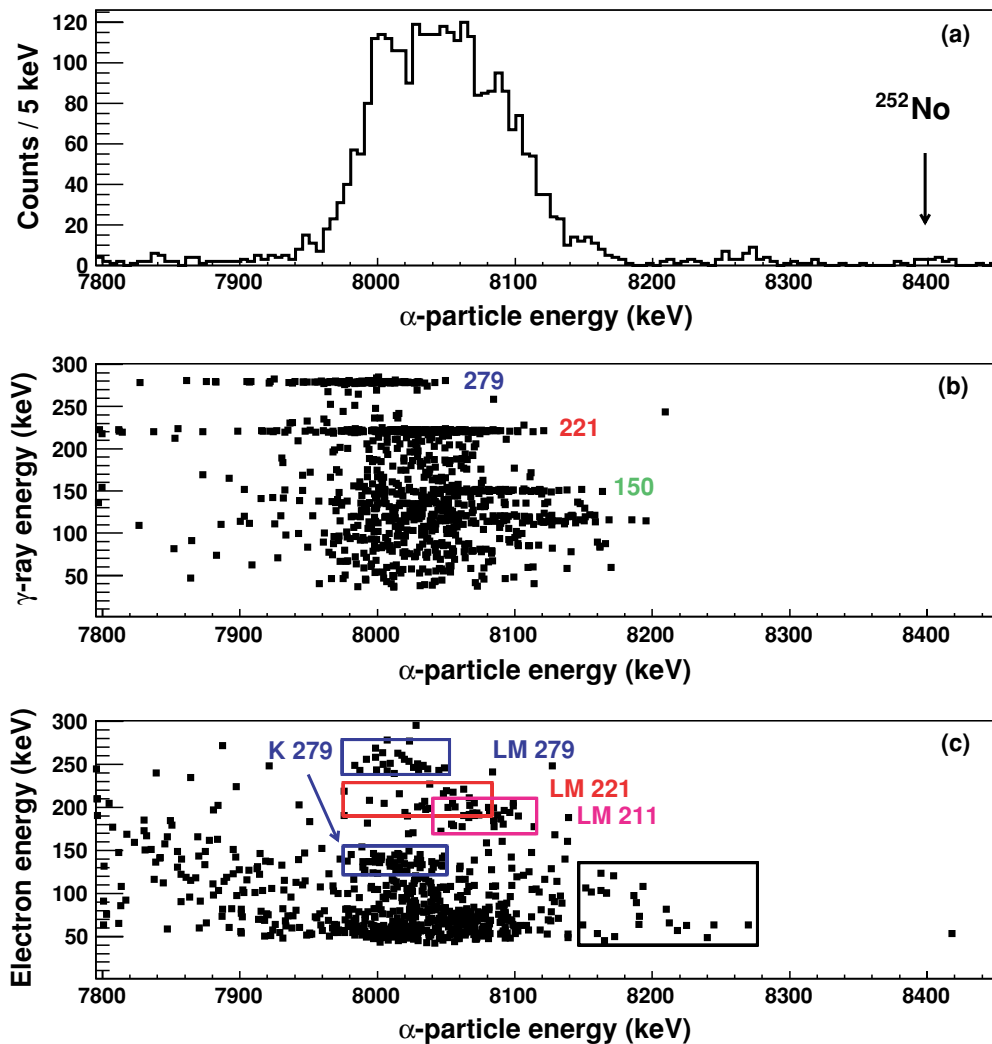 (a)
Counts / 5 keV
120
100
80
60
40
20
0
²⁵²No
7800 7900 8000 8100 8200 8300 8400
α-particle energy (keV)
(b)
γ-ray energy (keV)
300
250
200
150
100
50
279
221
150
7800 7900 8000 8100 8200 8300 8400
α-particle energy (keV)
(c)
Electron energy (keV)
300
250
200
150
100
50
K 279
LM 279
LM 221
LM 211
7800 7900 8000 8100 8200 8300 8400
α-particle energy (keV)